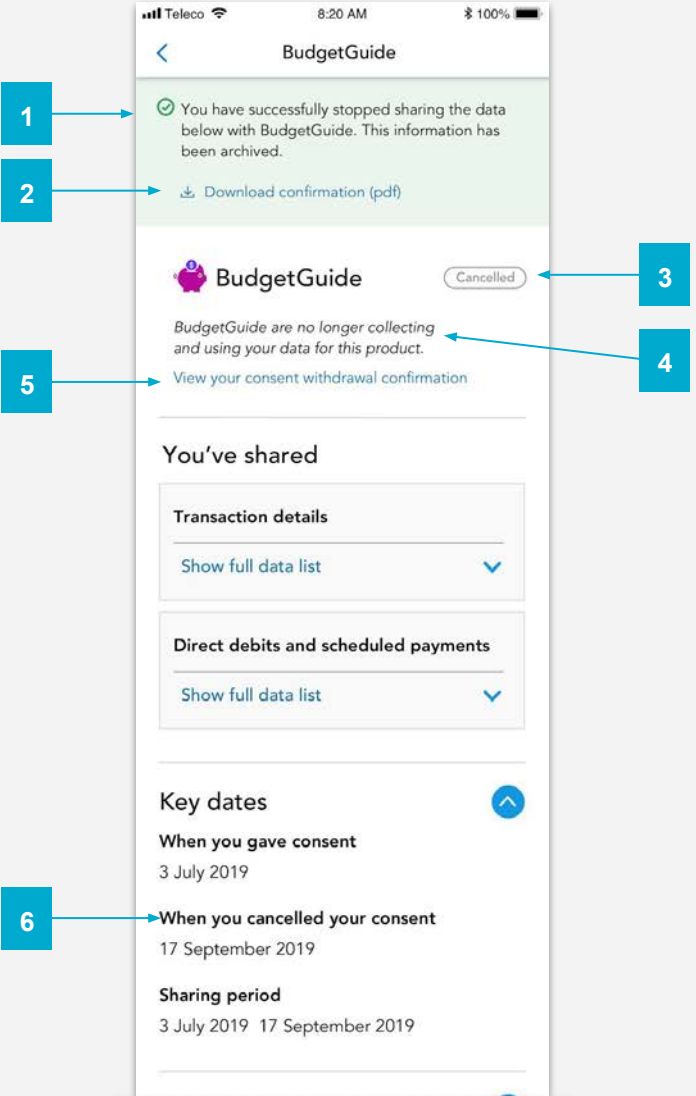 Teleco 8:20 AM 100%
BudgetGuide
1
You have successfully stopped sharing the data
below with BudgetGuide. This information has
been archived.
2
Download confirmation (pdf)
BudgetGuide
Cancelled
3
BudgetGuide are no longer collecting
and using your data for this product.
4
5
View your consent withdrawal confirmation
You've shared
Transaction details
Show full data list
Direct debits and scheduled payments
Show full data list
Key dates
When you gave consent
3 July 2019
6
When you cancelled your consent
17 September 2019
Sharing period
3 July 2019 17 September 2019